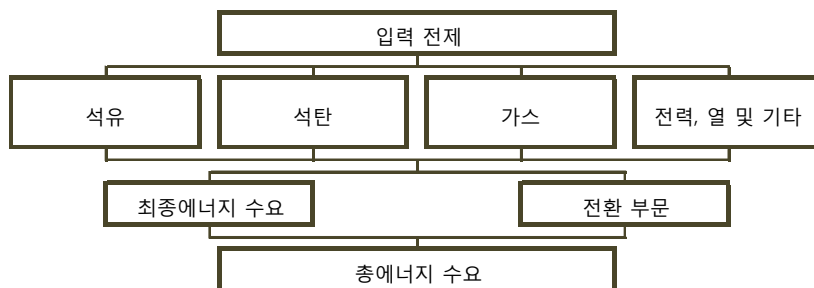 입력 전제
석유
석탄
가스
전력, 열 및 기타
최종에너지 수요
전환 부문
총에너지 수요